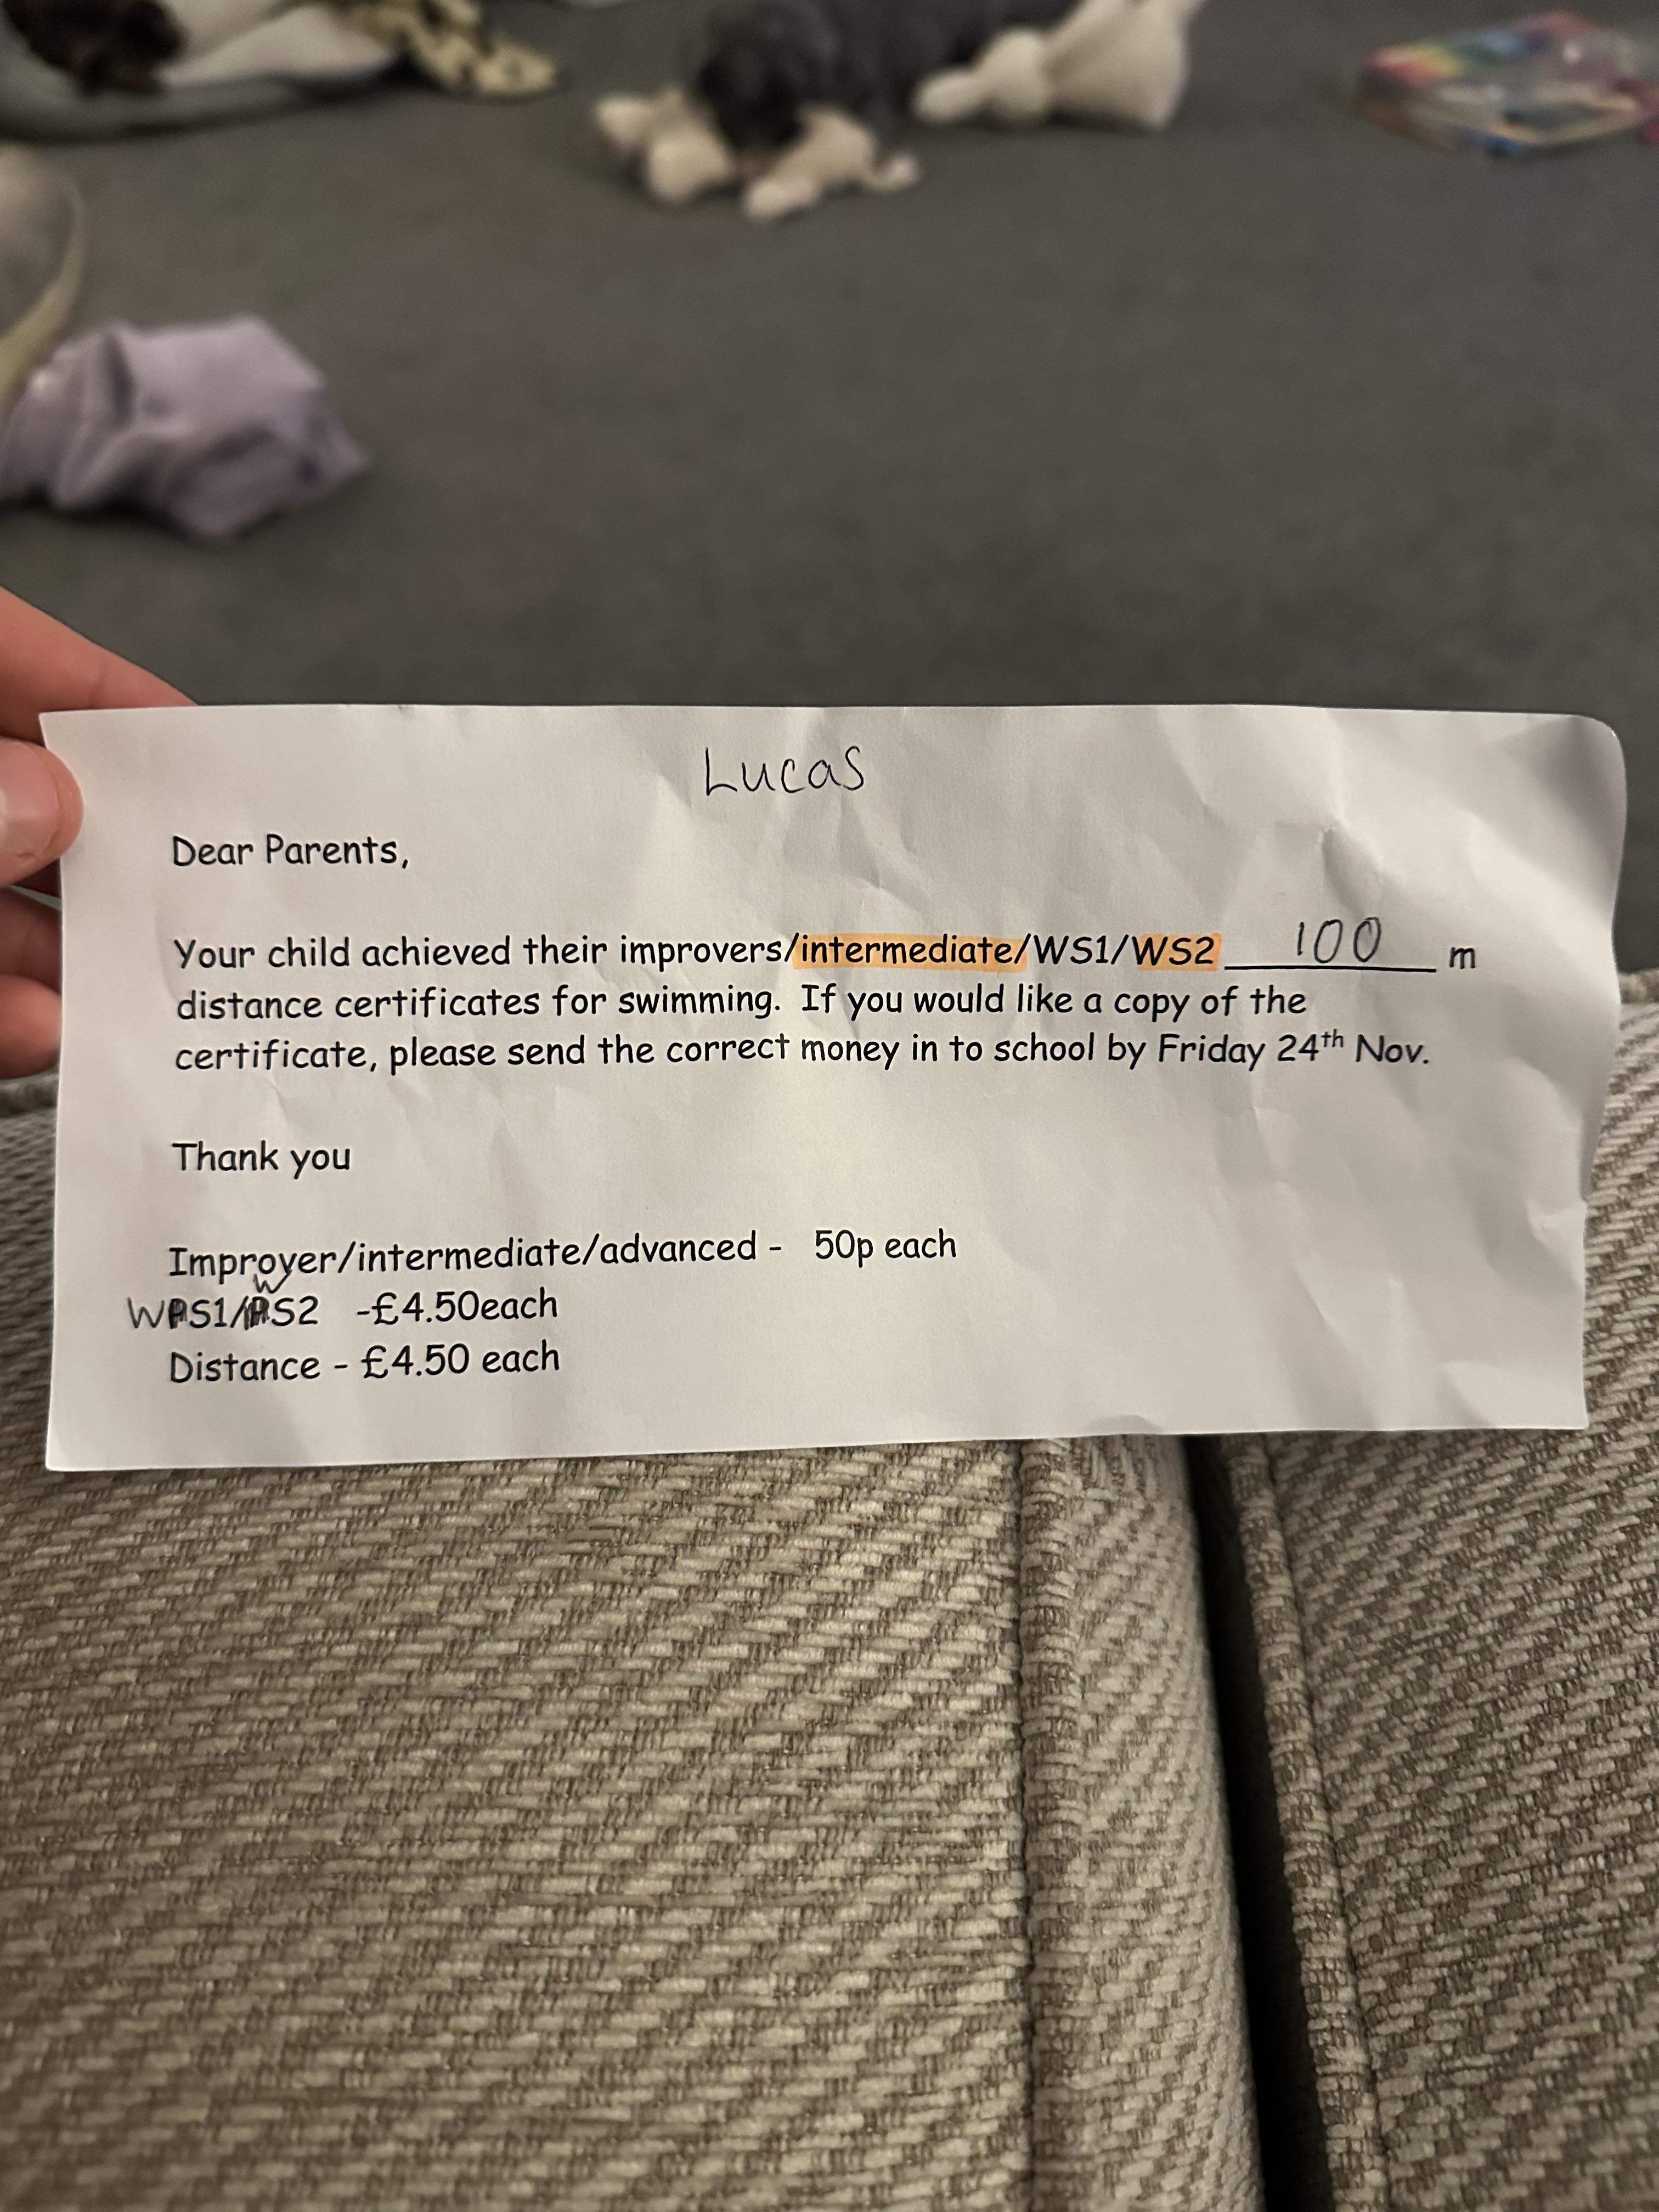 Lucas
Dear Parents,
Your child achieved their improvers/intermediate/WS1/WS2 100 m
distance certificates for swimming. If you would like a copy of the
certificate, please send the correct money in to school by Friday 24th Nov.
Thank you
Improver/intermediate/advanced - 50p each
WS1/WS2 -£4.50each
Distance - £4.50 each